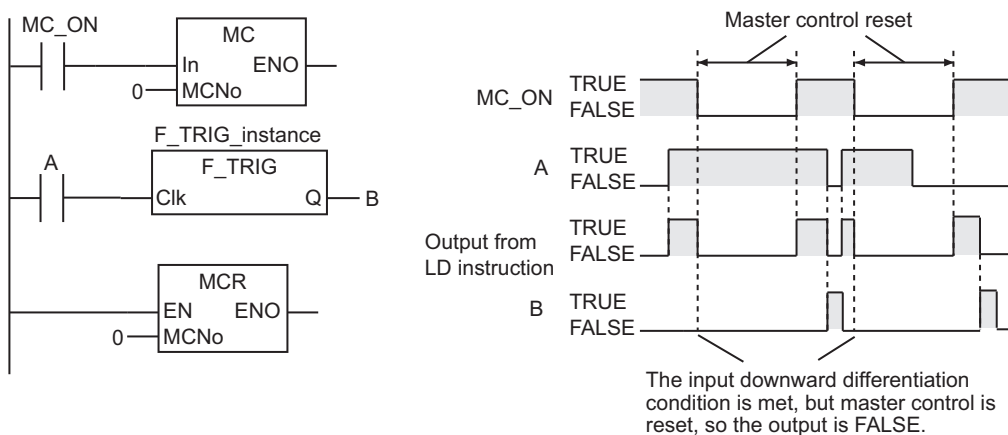 MC_ON
MC
In ENO
0 MCNo
F_TRIG_instance
A
F_TRIG
Clk Q B
MCR
EN ENO
0 MCNo
Master control reset
MC_ON
TRUE
FALSE
A
TRUE
FALSE
Output from
LD instruction
TRUE
FALSE
B
TRUE
FALSE
The input downward differentiation
condition is met, but master control is
reset, so the output is FALSE.